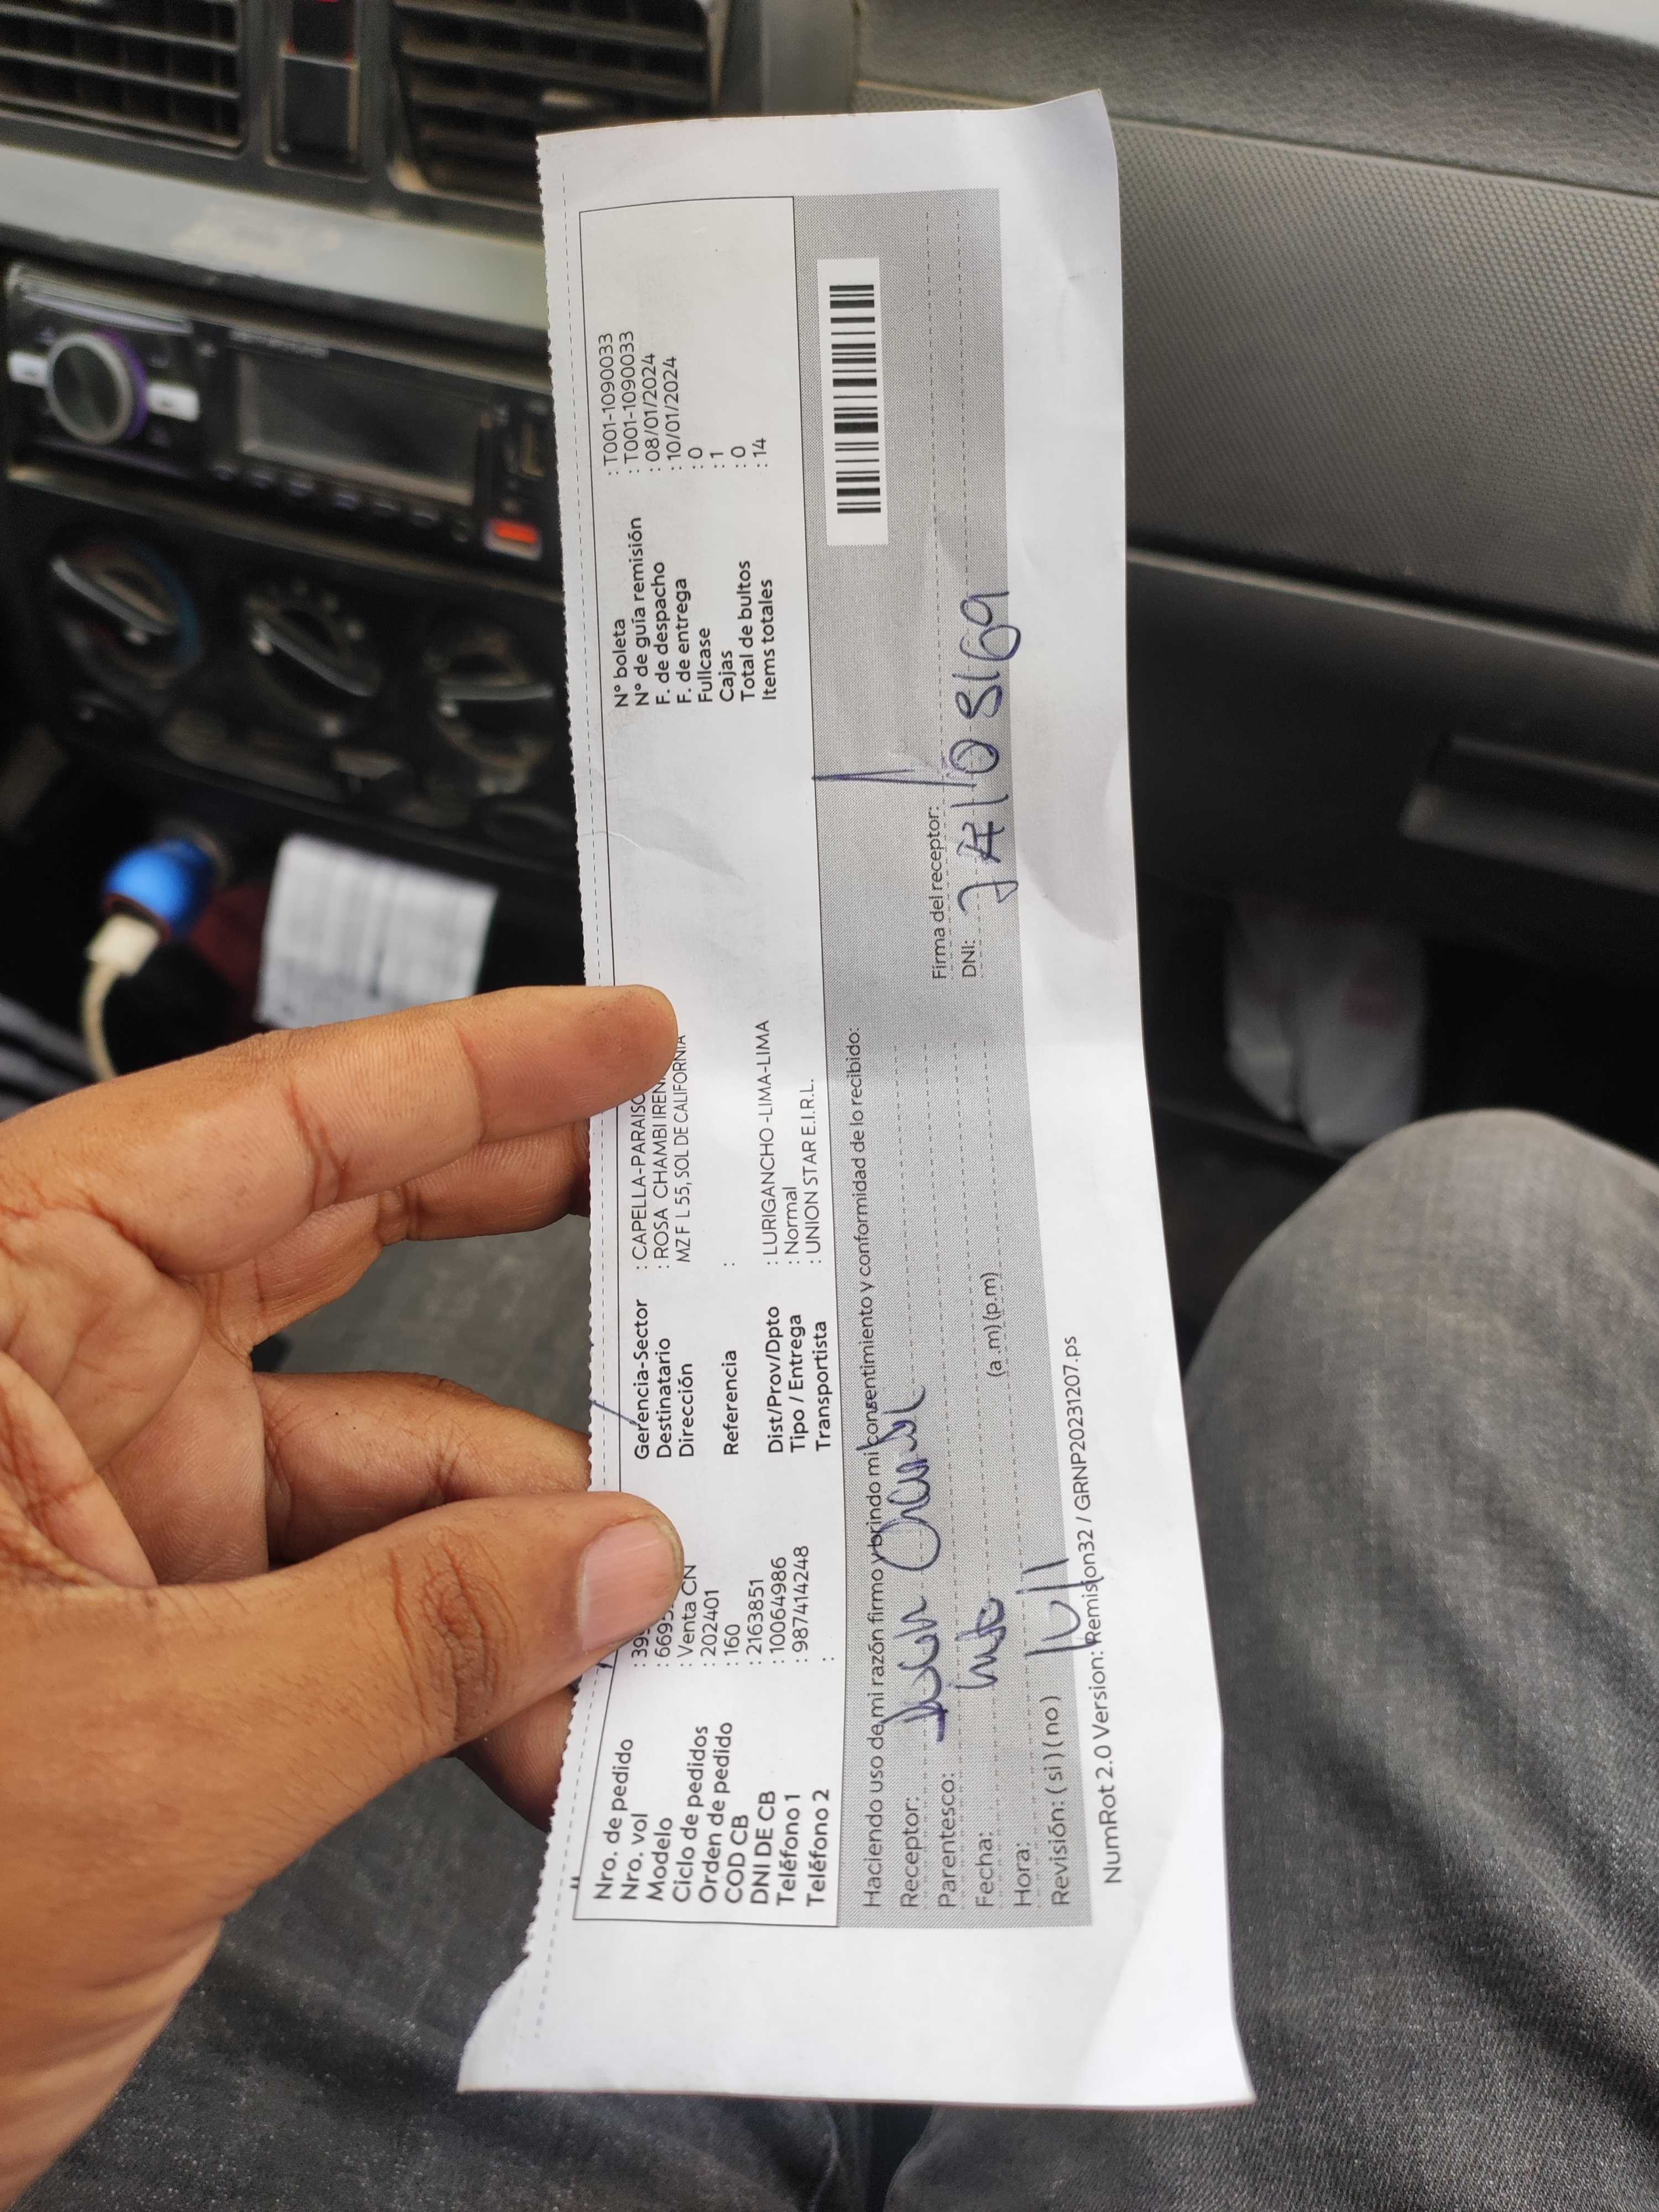 Nro. de pedido : 39
Nro. vol : 669
Modelo : Venta CN
Ciclo de pedidos : 202401
Orden de pedido : 160
COD CB : 2163851
DNI DE CB : 10064986
Teléfono 1 : 987414248
Teléfono 2 :
Gerencia-Sector : CAPELLA-PARAISO
Destinatario : ROSA CHAMBI IREN
Dirección MZ F L 55, SOL DE CALIFORNIA
Referencia :
Dist/Prov/Dpto : LURIGANCHO -LIMA-LIMA
Tipo / Entrega : Normal
Transportista : UNION STAR E.I.R.L.
N° boleta : T001-1090033
N° de guía remisión : T001-1090033
F. de despacho : 08/01/2024
F. de entrega : 10/01/2024
Fullcase : 0
Cajas : 1
Total de bultos : 0
Items totales : 14
Haciendo uso de mi razón firmo y brindo mi consentimiento y conformidad de lo recibido:
Receptor:
Parentesco:
Fecha:
Hora: (a.m) (p.m)
Revisión: ( si ) ( no )
Firma del receptor:
DNI:
NumRot 2.0 Version: Remision32 / GRNP20231207.ps